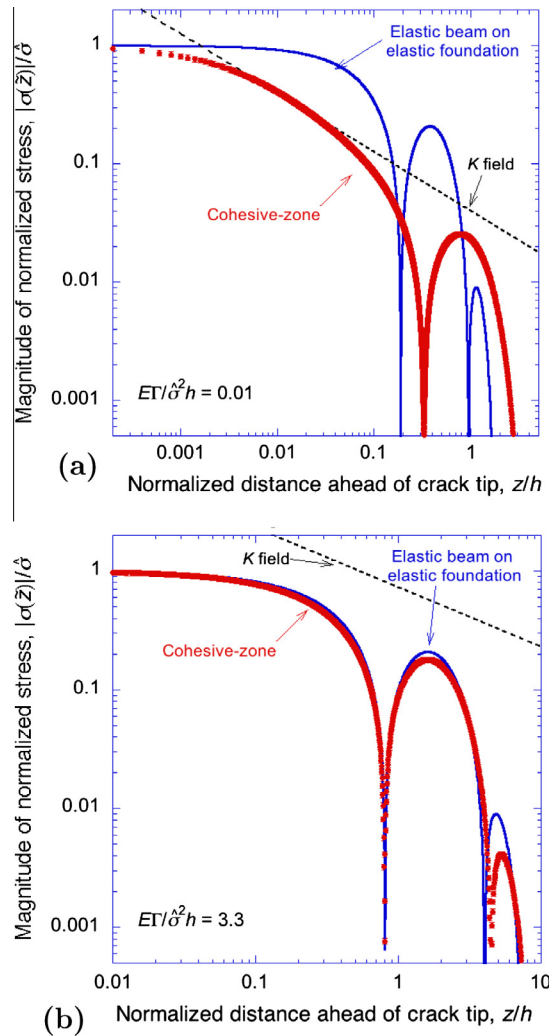 Magnitude of normalized stress, |σ(z̃)|/σ̂
1
0.1
0.01
0.001
Elastic beam on
elastic foundation
K field
Cohesive-zone
EΓ/σ̂²h = 0.01
0.001
0.01
0.1
1
(a)
Normalized distance ahead of crack tip, z/h
Magnitude of normalized stress, |σ(z̃)|/σ̂
1
0.1
0.01
0.001
K field
Elastic beam on
elastic foundation
Cohesive-zone
EΓ/σ̂²h = 3.3
0.01
0.1
1
10
(b)
Normalized distance ahead of crack tip, z/h